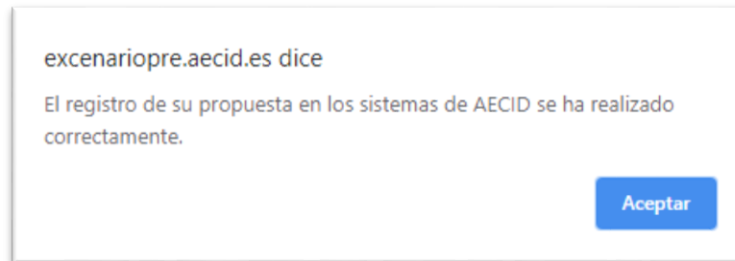 excenariopre.aecid.es dice
El registro de su propuesta en los sistemas de AECID se ha realizado
correctamente.
Aceptar